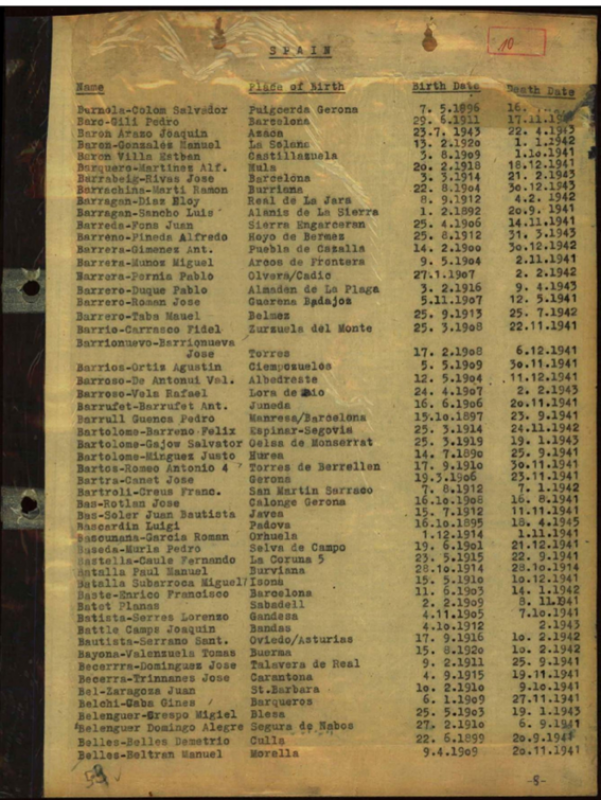 10
SPAIN
Name Place of Birth Birth Date Death Date
Burnola-Colom Salvador Puigcerda Gerona 7. 5.1896 16.
Baro-Gili Pedro Barcelona 29. 6.1911 17.11.19
Baron Arazo Joaquin Azaca 23.7. 1943 22. 4.1943
Baron-Gonzales Manuel La Solana 13. 2.1920 1. 1.1942
Baron Villa Esteban Castillazuela 3. 8.1909 1.10.1941
Barquero-Martinez Alf. Mula 20. 2.1918 18.12.1941
Barrabeig-Rivas Jose Barcelona 3. 3.1914 21. 2.1943
Barrachina-Marti Ramon Burriana 22. 8.1904 30.12.1943
Barragan-Diaz Eloy Real de La Jara 8. 9.1912 4.2. 1942
Barragan-Sancho Luis Alanis de La Sierra 1. 2.1892 20.9. 1941
Barreda-Fons Juan Sierra Engarceran 25. 4.1906 14.11.1941
Barreno-Pineda Alfredo Hoyo de Bermez 25. 8.1912 31. 3.1943
Barrera-Gimenez Ant. Puebla de Cazalla 14. 2.1900 30.12.1942
Barrera-Munoz Miguel Arcos de Frontera 9. 5.1904 2.11.1941
Barrera-Pernia Pablo Olvera/Cadic 27.1.1907 2. 2.1942
Barrero-Duque Pablo Almaden de La Plaga 3. 2.1916 9. 4.1943
Barrero-Roman Jose Guarena Badajos 5.11.1907 12. 5.1941
Barrero-Taba Mauel Belmez 25. 9.1913 25. 7.1942
Barrio-Carrasco Fidel Zurzuela del Monte 25. 3.1908 22.11.1941
Barrionuevo-Barrionueva
Jose Torres 17. 2.1908 6.12.1941
Barrios-Ortiz Agustin Ciempozuelos 5. 5.1909 30.11.1941
Barroso-De Antonui Val. Albedreste 12. 5.1904 11.12.1941
Barroso-Vels Rafael Lora de Rio 24. 4.1907 2. 2.1943
Barrufet-Barrufet Ant. Juneda 16. 6.1906 20.11.1941
Barrull Guenca Pedro Manresa/Barcelona 15.10.1897 23. 9.1941
Bartolome-Barreno Felix Espinar-Segovia 25. 3.1914 24.11.1942
Bartolome-Gajow Salvator Gelsa de Monserrat 25. 3.1919 19. 1.1943
Bartolome-Minguez Justo Hurea 14. 7.1890 25. 9.1941
Bartos-Romeo Antonio 4 Torres de Berrellen 17. 9.1910 30.11.1941
Bartra-Canet Jose Gerona 19.3.1906 23.11.1941
Bartroli-Creus Franc. San Martin Sarraco 7. 8.1912 7. 1.1942
Bas-Rotlan Jose Calonge Gerona 16.10.1908 16. 8.1941
Bas-Soler Juan Bautista Javea 15. 7.1912 11.11.1941
Bascardin Luigi Padova 16.10.1895 18. 4.1945
Bascunana-Garcia Roman Orhuela 1.12.1914 1.11.1941
Baseda-Murla Pedro Selva de Campo 19. 6.1901 21.12.1941
Bastella-Caule Fernando La Coruna 5 23. 5.1915 22. 9.1941
Batalla Paul Manuel Burviana 28.10.1914 28.10.1914
Batalla Subarroca Miguel/ Isona 15. 5.1910 10.12.1941
Baste-Enrico Francisco Barcelona 11. 6.1903 14. 1.1942
Batet Planas Sabadell 2. 2.1909 8. 11.1941
Batista-Serres Lorenzo Gandesa 4.11.1905 7.10.1941
Battle Camps Joaquin Bandas 4.10.1912 2.1943
Bautista-Serrano Sant. Oviedo/Asturias 17. 9.1916 10. 2.1942
Bayona-Valenzuela Tomas Buerma 15. 8.1920 10. 2.1942
Becerrra-Dominguez Jose Talavera de Real 9. 2.1911 25. 9.1941
Becerra-Trinnanes Jose Carantona 4. 9.1915 19.11.1941
Bel-Zaragoza Juan St.Barbara 10. 2.1910 9.10.1941
Belchi-Caba Gines Barqueros 6. 1.1909 27.11.1941
Belenguer-Crespo Migiel Blesa 25. 5.1903 19. 1.1943
Belenguer Domingo Alegre Segura de Nabos 27. 2.1910 6. 9.1941
Belles-Belles Demetrio Culla 22. 6.1899 20.9.1941
Belles-Beltran Manuel Morella 9.4.1909 20.11.1941
59
-8-